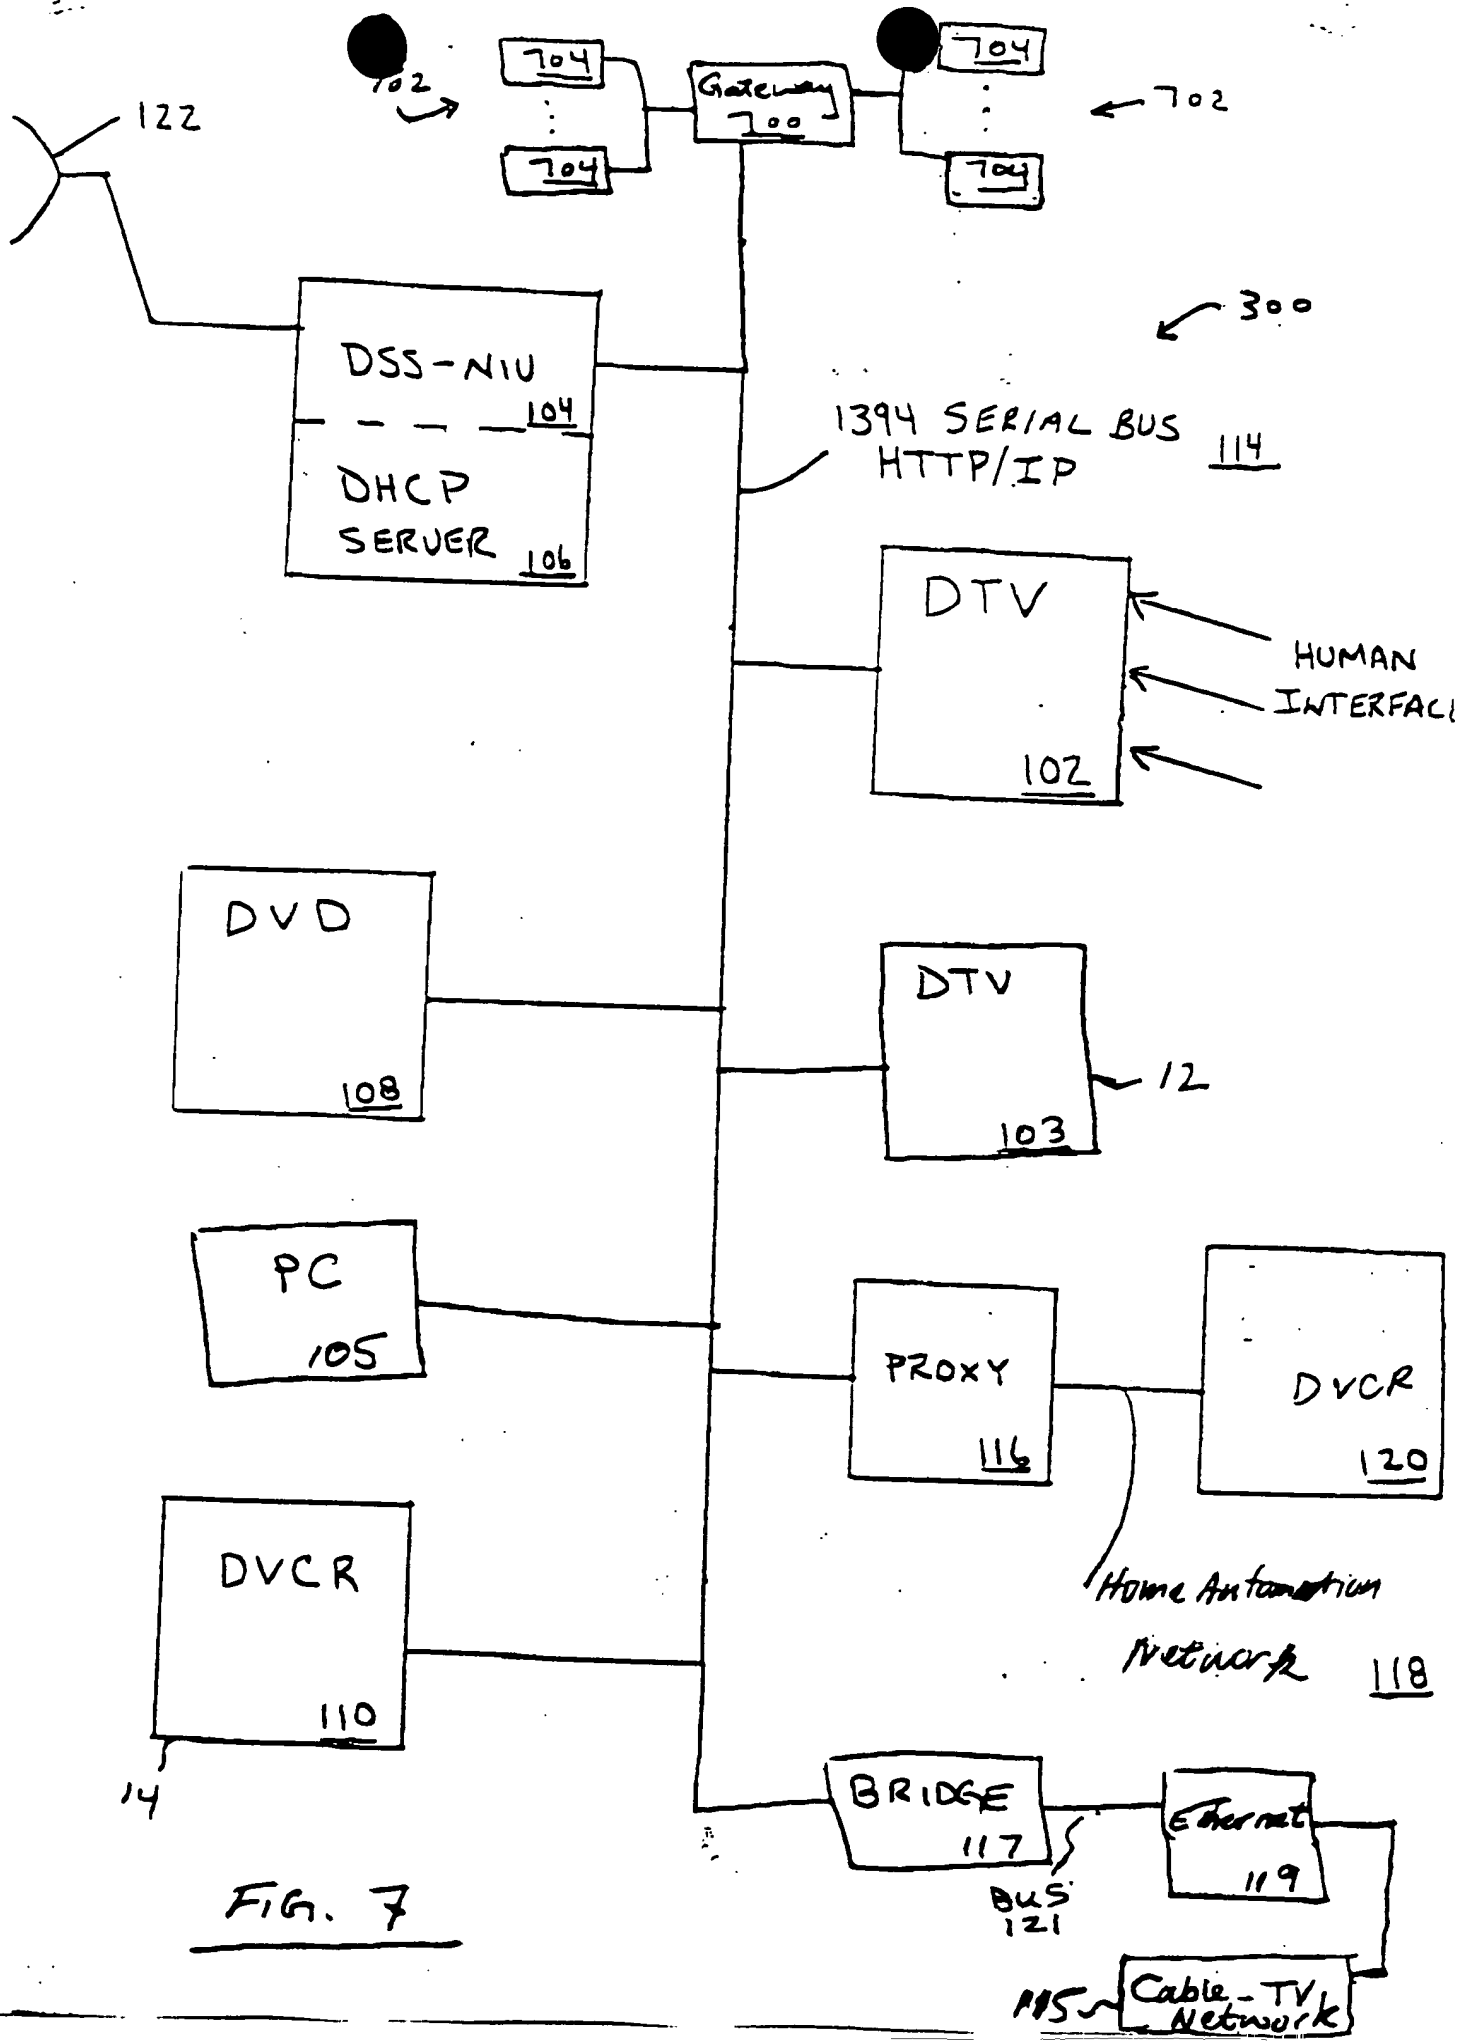 704
704
702
Gateway
700
704
702
122
704
704
300
DSS-NIU
104
1394 SERIAL BUS
HTTP/IP
114
DHCP
SERVER
106
DTV
102
HUMAN
INTERFAC
DVD
108
DTV
12
103
PC
105
PROXY
116
DVCR
120
DVCR
110
14
Home Automation
Network
118
BRIDGE
117
Ethernet
119
BUS
121
FIG. 7
115
Cable-TV
Network